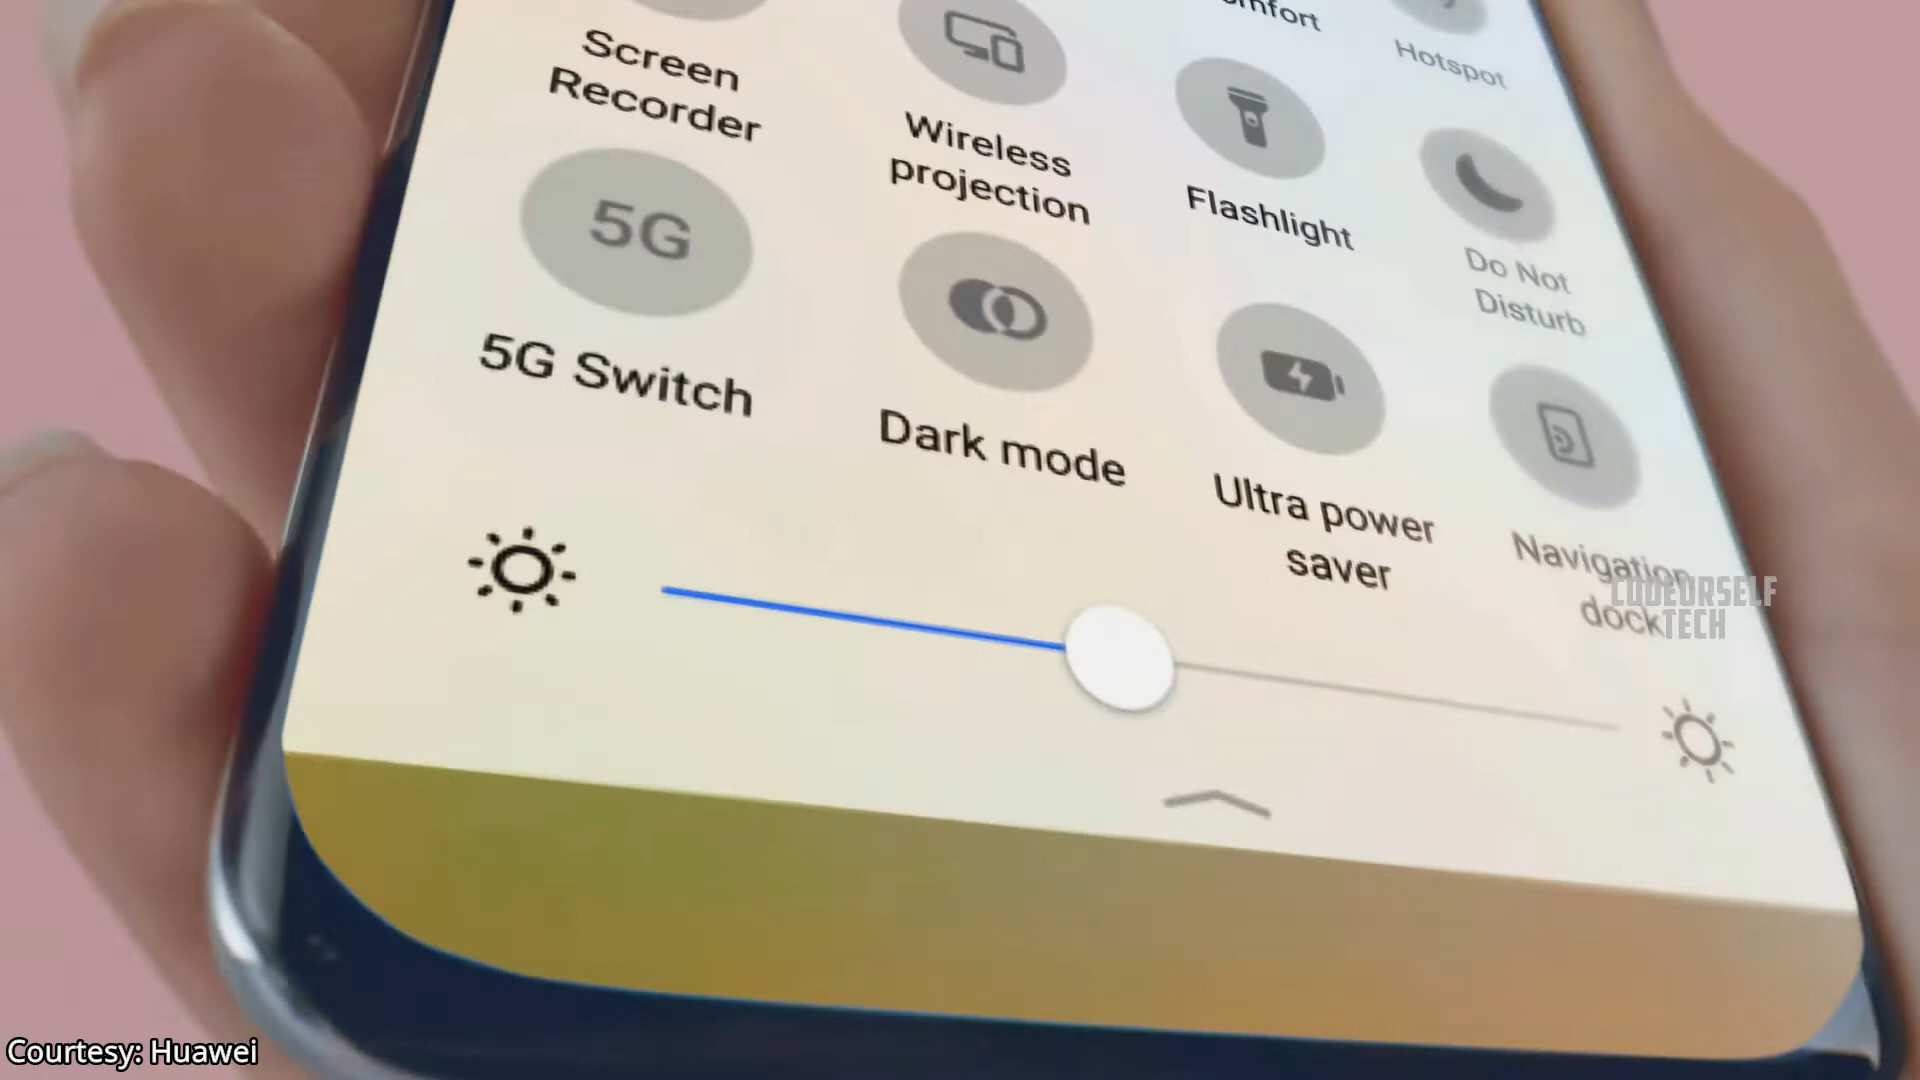 Screen
Recorder
Wireless
projection
Flashlight
Hotspot
Do Not
Disturb
5G
5G Switch
Dark mode
Ultra power
saver
Navigation
dock
CODEURSELF
TECH
Courtesy: Huawei